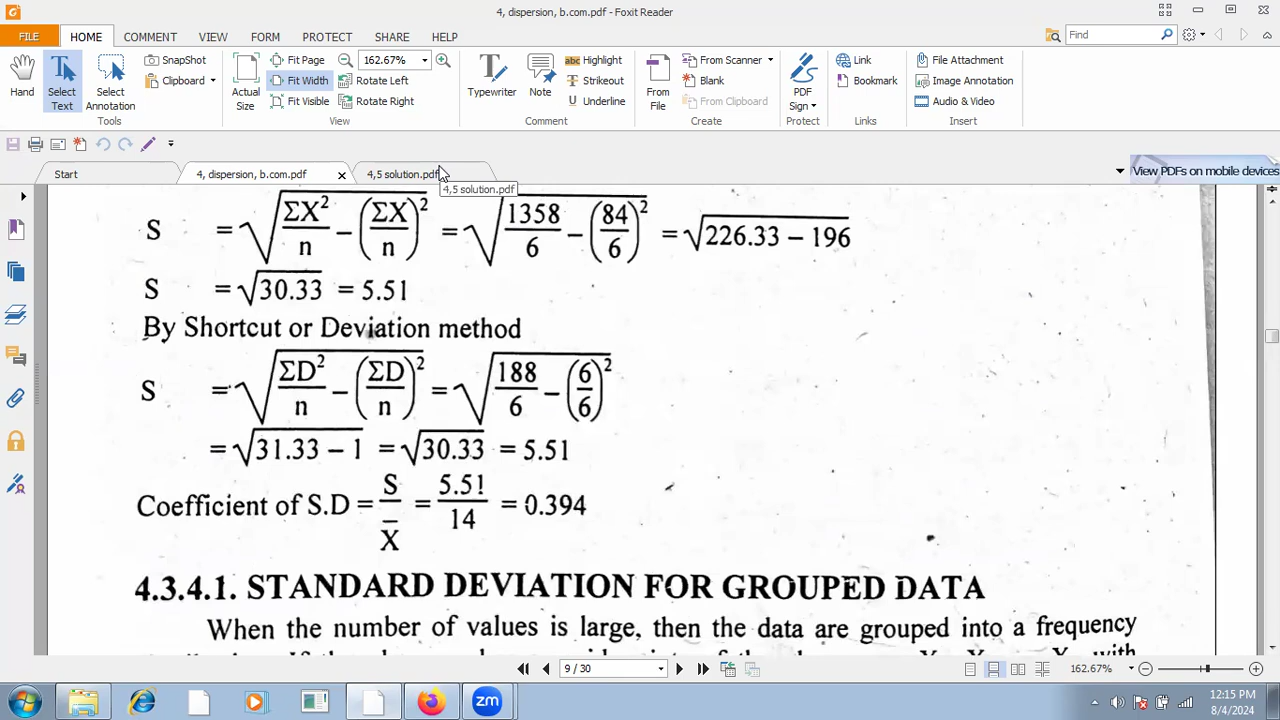 4, dispersion, b.com.pdf - Foxit Reader
FILE HOME COMMENT VIEW FORM PROTECT SHARE HELP
Find
Hand
Select Text
Select Annotation
SnapShot
Clipboard
Tools
Actual Size
Fit Page
Fit Width
Fit Visible
162.67%
Rotate Left
Rotate Right
View
Typewriter
Note
Highlight
Strikeout
Underline
Comment
From File
From Scanner
Blank
From Clipboard
Create
PDF Sign
Protect
Link
Bookmark
Links
File Attachment
Image Annotation
Audio & Video
Insert
Start
4, dispersion, b.com.pdf
4,5 solution.pdf
4,5 solution.pdf
View PDFs on mobile devices
S = √(ΣX²/n − (ΣX/n)²) = √(1358/6 − (84/6)²) = √226.33 − 196
S = √30.33 = 5.51
By Shortcut or Deviation method
S = √(ΣD²/n − (ΣD/n)²) = √(188/6 − (6/6)²)
= √31.33 − 1 = √30.33 = 5.51
Coefficient of S.D = S/X̄ = 5.51/14 = 0.394
4.3.4.1. STANDARD DEVIATION FOR GROUPED DATA
When the number of values is large, then the data are grouped into a frequency
9 / 30
162.67%
zm
12:15 PM
8/4/2024